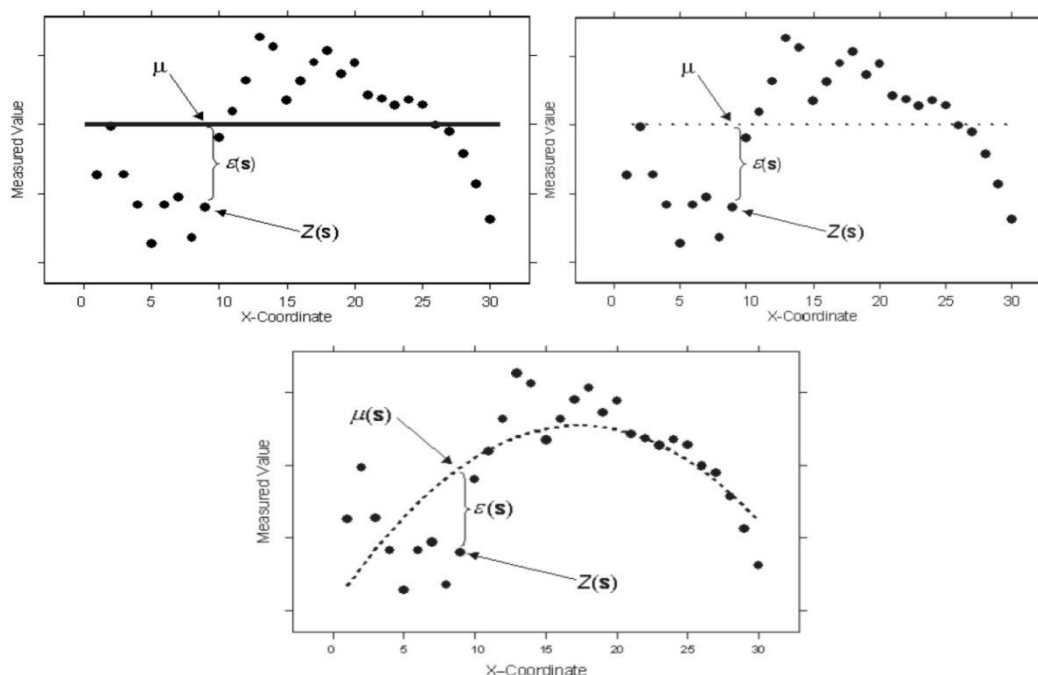 μ
ε(s)
Z(s)
Measured Value
0 5 10 15 20 25 30
X-Coordinate
μ
ε(s)
Z(s)
Measured Value
0 5 10 15 20 25 30
X-Coordinate
μ(s)
ε(s)
Z(s)
Measured Value
0 5 10 15 20 25 30
X–Coordinate